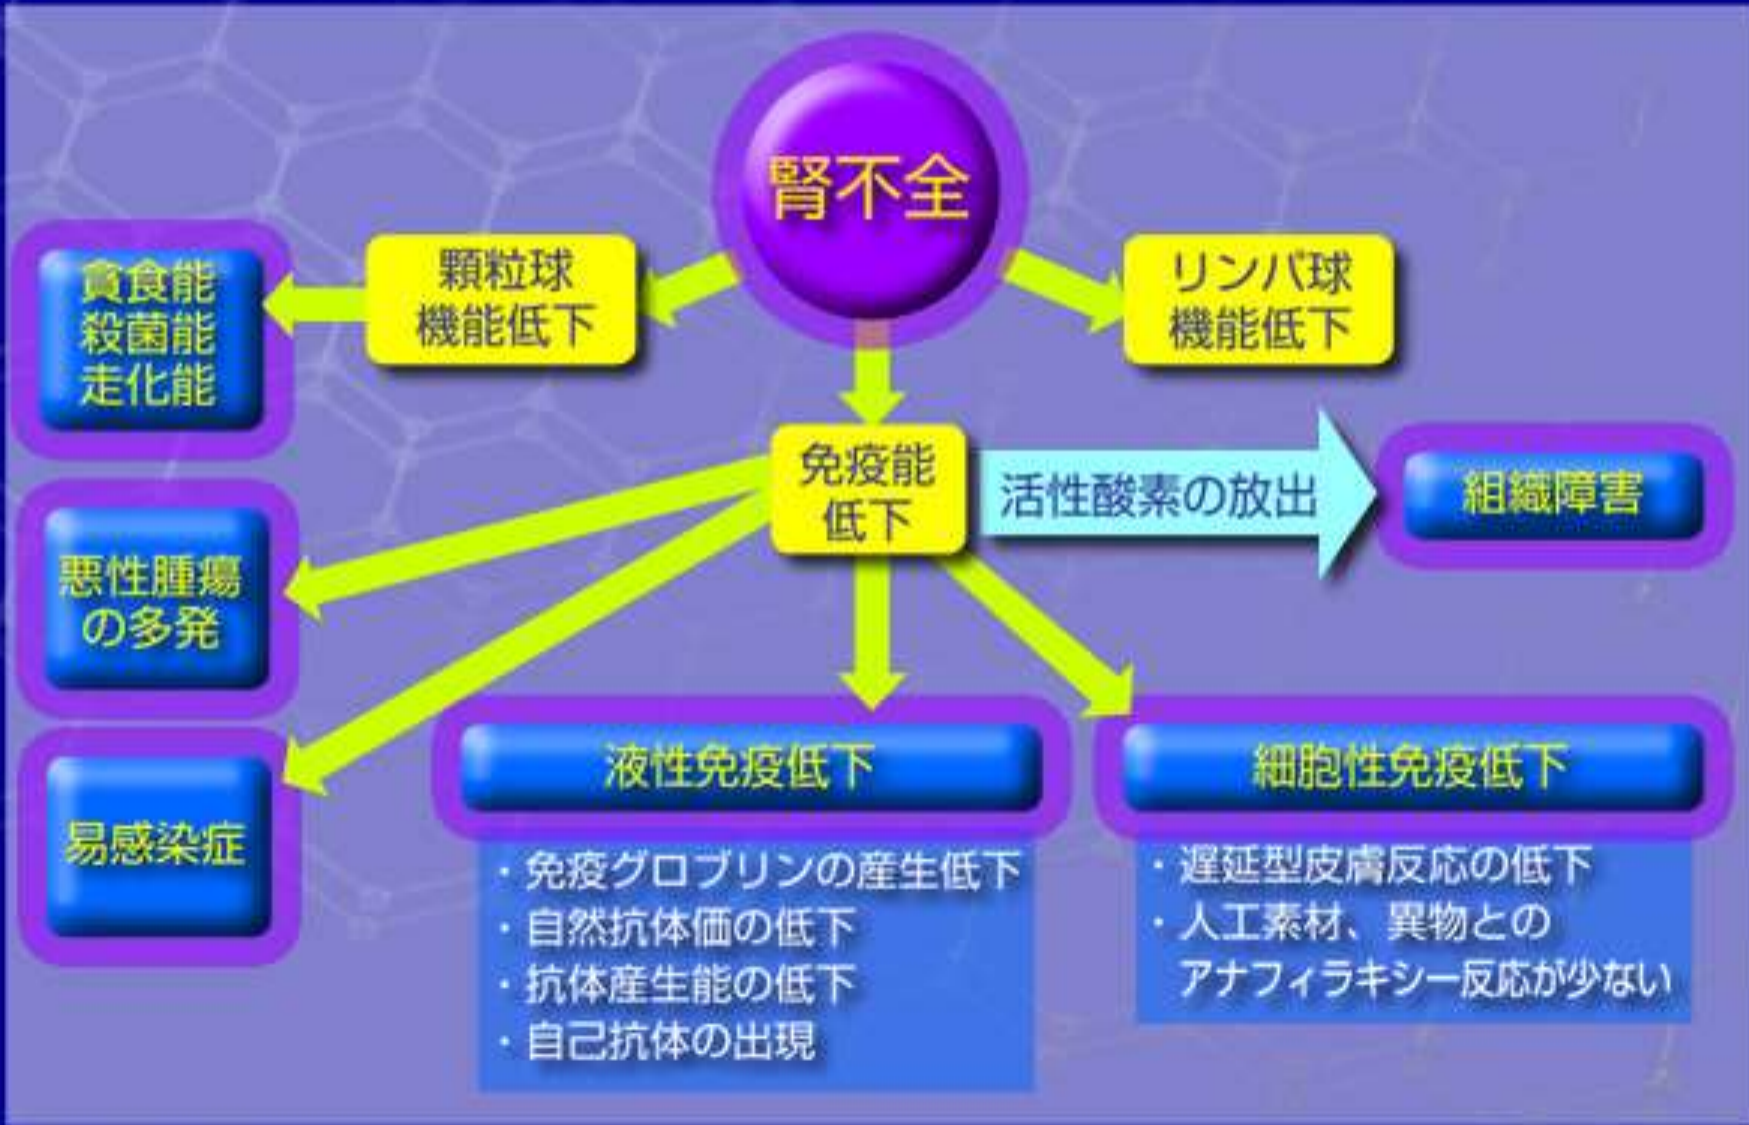 腎不全
顆粒球
機能低下
リンパ球
機能低下
貪食能
殺菌能
走化能
免疫能
低下
活性酸素の放出
組織障害
悪性腫瘍
の多発
易感染症
液性免疫低下
・免疫グロブリンの産生低下
・自然抗体価の低下
・抗体産生能の低下
・自己抗体の出現
細胞性免疫低下
・遅延型皮膚反応の低下
・人工素材、異物との
アナフィラキシー反応が少ない